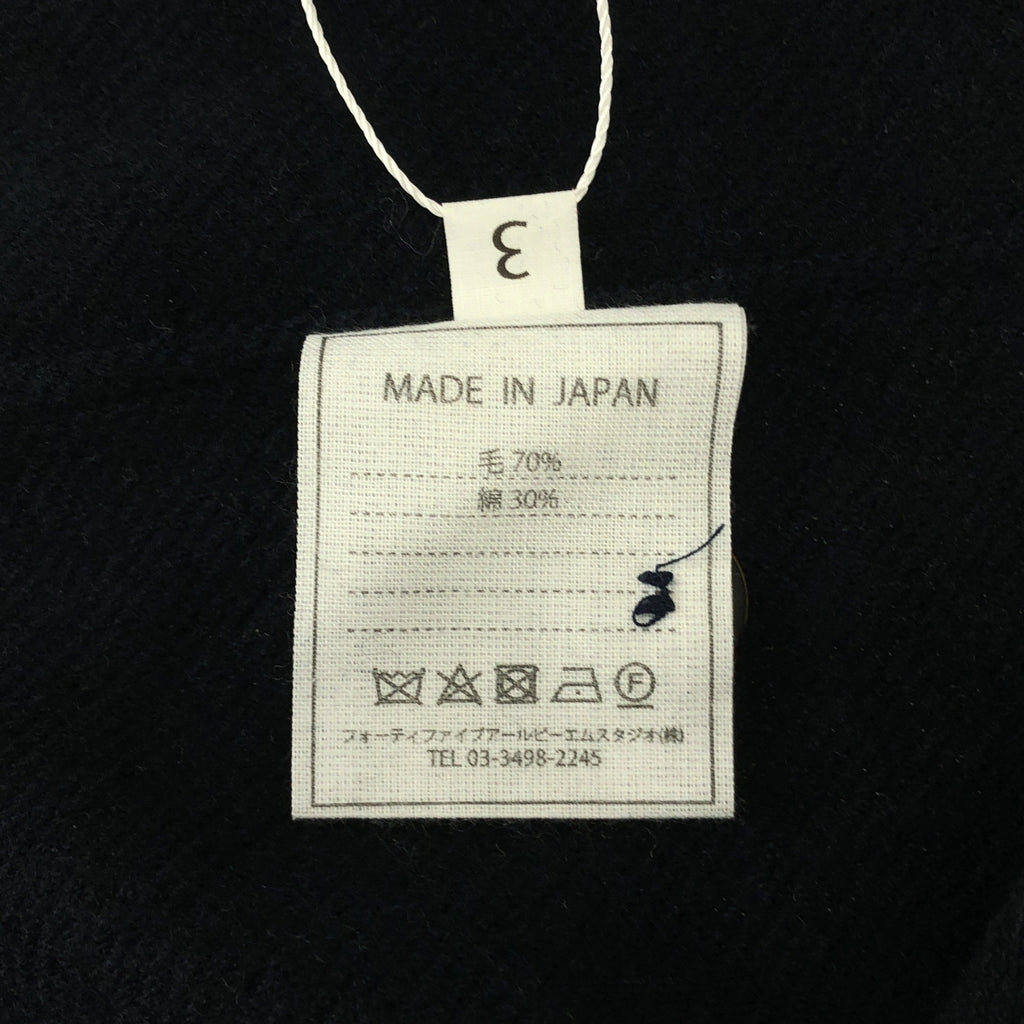 3
MADE IN JAPAN
毛 70%
綿 30%
F
フォーティファイブアールピーエムスタジオ(株)
TEL 03-3498-2245